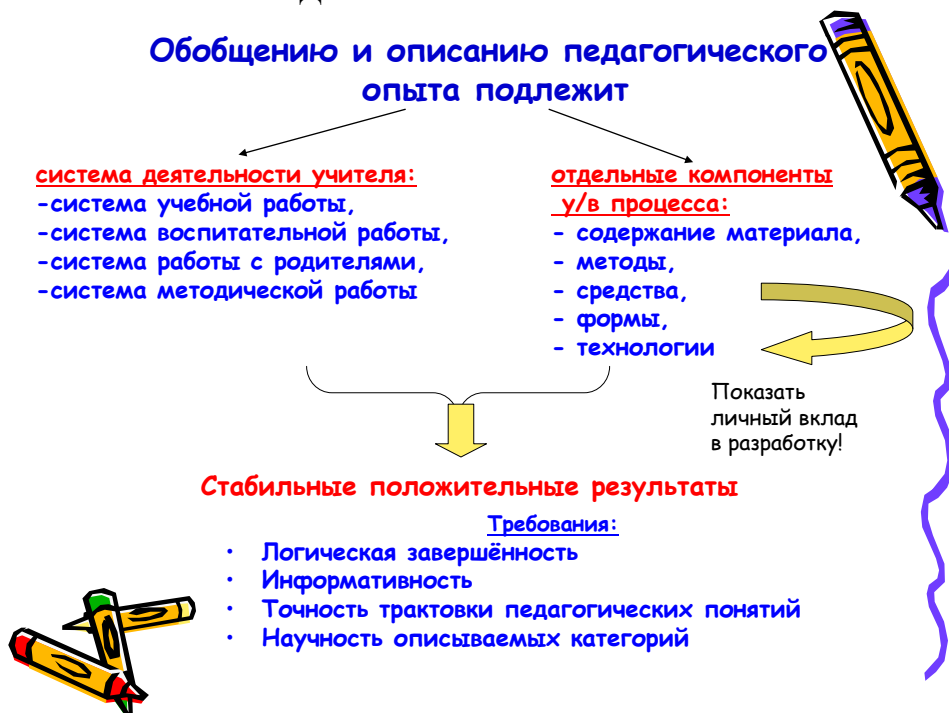 Обобщению и описанию педагогического
опыта подлежит
система деятельности учителя:
-система учебной работы,
-система воспитательной работы,
-система работы с родителями,
-система методической работы
отдельные компоненты
у/в процесса:
- содержание материала,
- методы,
- средства,
- формы,
- технологии
Показать
личный вклад
в разработку!
Стабильные положительные результаты
Требования:
• Логическая завершённость
• Информативность
• Точность трактовки педагогических понятий
• Научность описываемых категорий